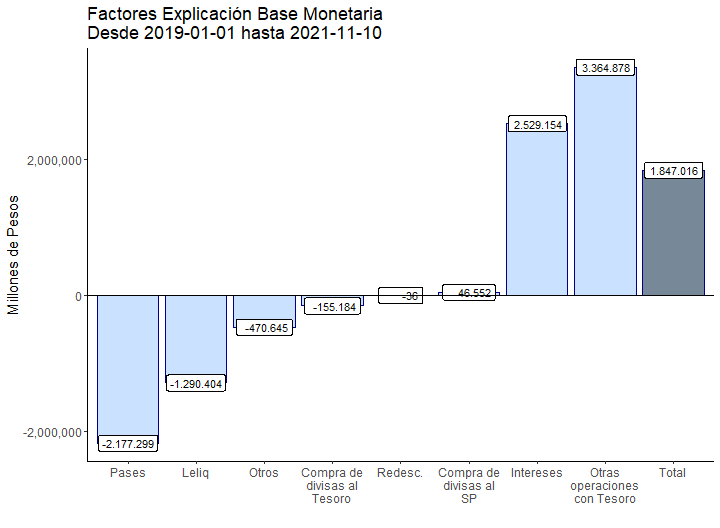 Factores Explicación Base Monetaria
Desde 2019-01-01 hasta 2021-11-10
Millones de Pesos
2,000,000
0
-2,000,000
-2.177.299
-1.290.404
-470.645
-155.184
-36
46.552
2.529.154
3.364.878
1.847.016
Pases
Leliq
Otros
Compra de
divisas al
Tesoro
Redesc.
Compra de
divisas al
SP
Intereses
Otras
operaciones
con Tesoro
Total